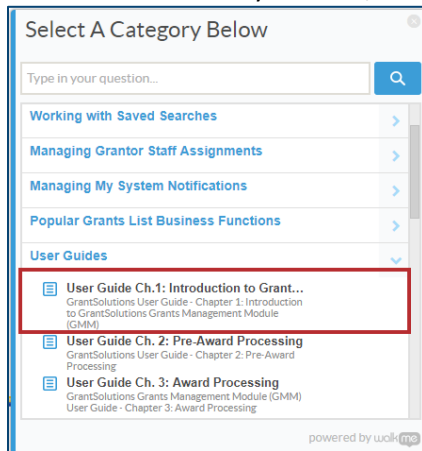 Select A Category Below
Type in your question...
Working with Saved Searches
Managing Grantor Staff Assignments
Managing My System Notifications
Popular Grants List Business Functions
User Guides
User Guide Ch.1: Introduction to Grant...
GrantSolutions User Guide - Chapter 1: Introduction
to GrantSolutions Grants Management Module
(GMM)
User Guide Ch. 2: Pre-Award Processing
GrantSolutions User Guide - Chapter 2: Pre-Award
Processing
User Guide Ch. 3: Award Processing
GrantSolutions Grants Management Module (GMM)
User Guide - Chapter 3: Award Processing
powered by walkme